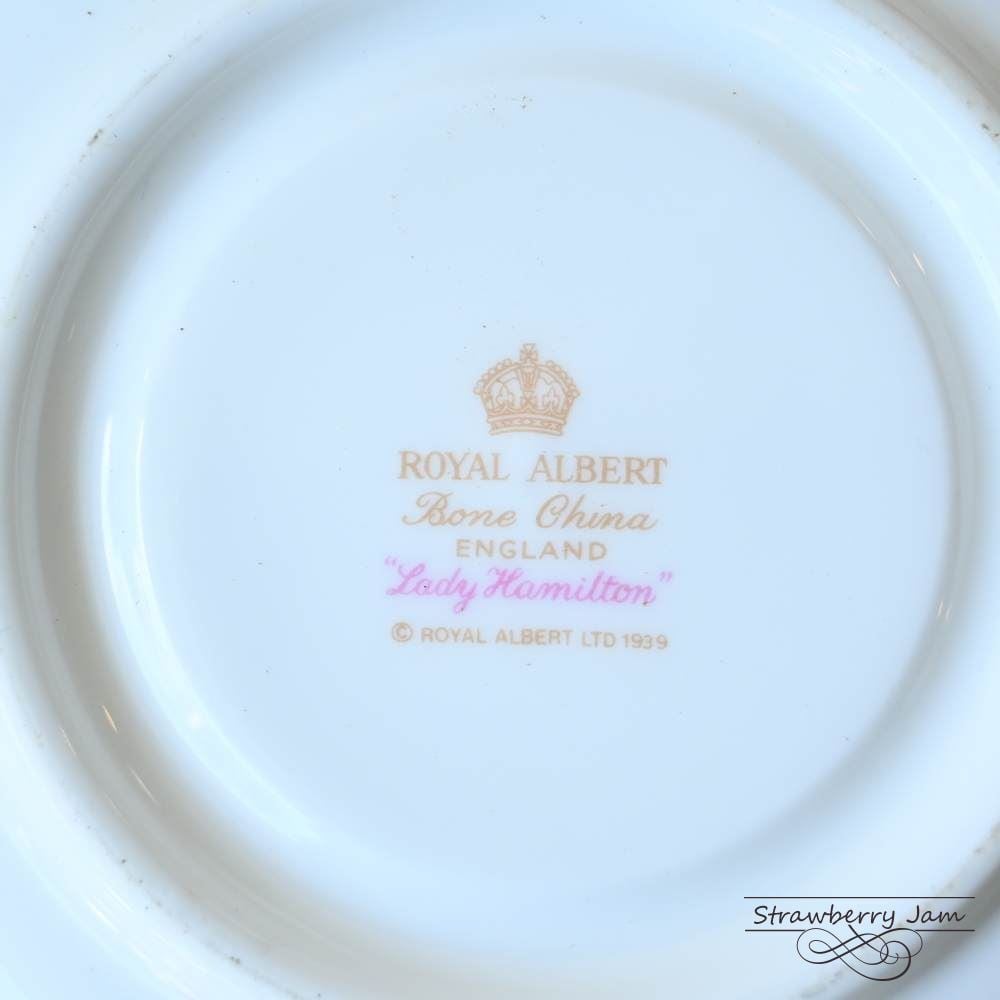 ROYAL ALBERT
Bone China
ENGLAND
"Lady Hamilton"
© ROYAL ALBERT LTD 1939
Strawberry Jam